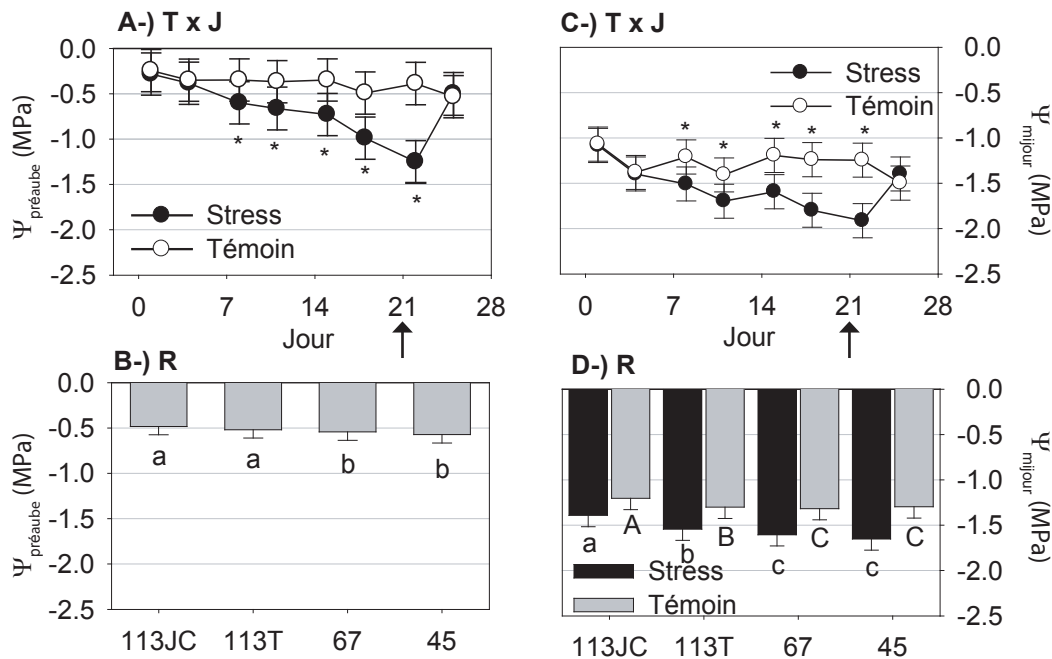 A-) T x J
0.0
-0.5
-1.0
-1.5
-2.0
-2.5
Ψpréaube (MPa)
* * * * *
Stress
Témoin
0 7 14 21 28
Jour
C-) T x J
0.0
-0.5
-1.0
-1.5
-2.0
-2.5
Ψmijour (MPa)
Stress
Témoin
* * * * *
0 7 14 21 28
Jour
B-) R
0.0
-0.5
-1.0
-1.5
-2.0
-2.5
Ψpréaube (MPa)
a a b b
113JC 113T 67 45
D-) R
0.0
-0.5
-1.0
-1.5
-2.0
-2.5
Ψmijour (MPa)
a A b B c C c C
Stress
Témoin
113JC 113T 67 45